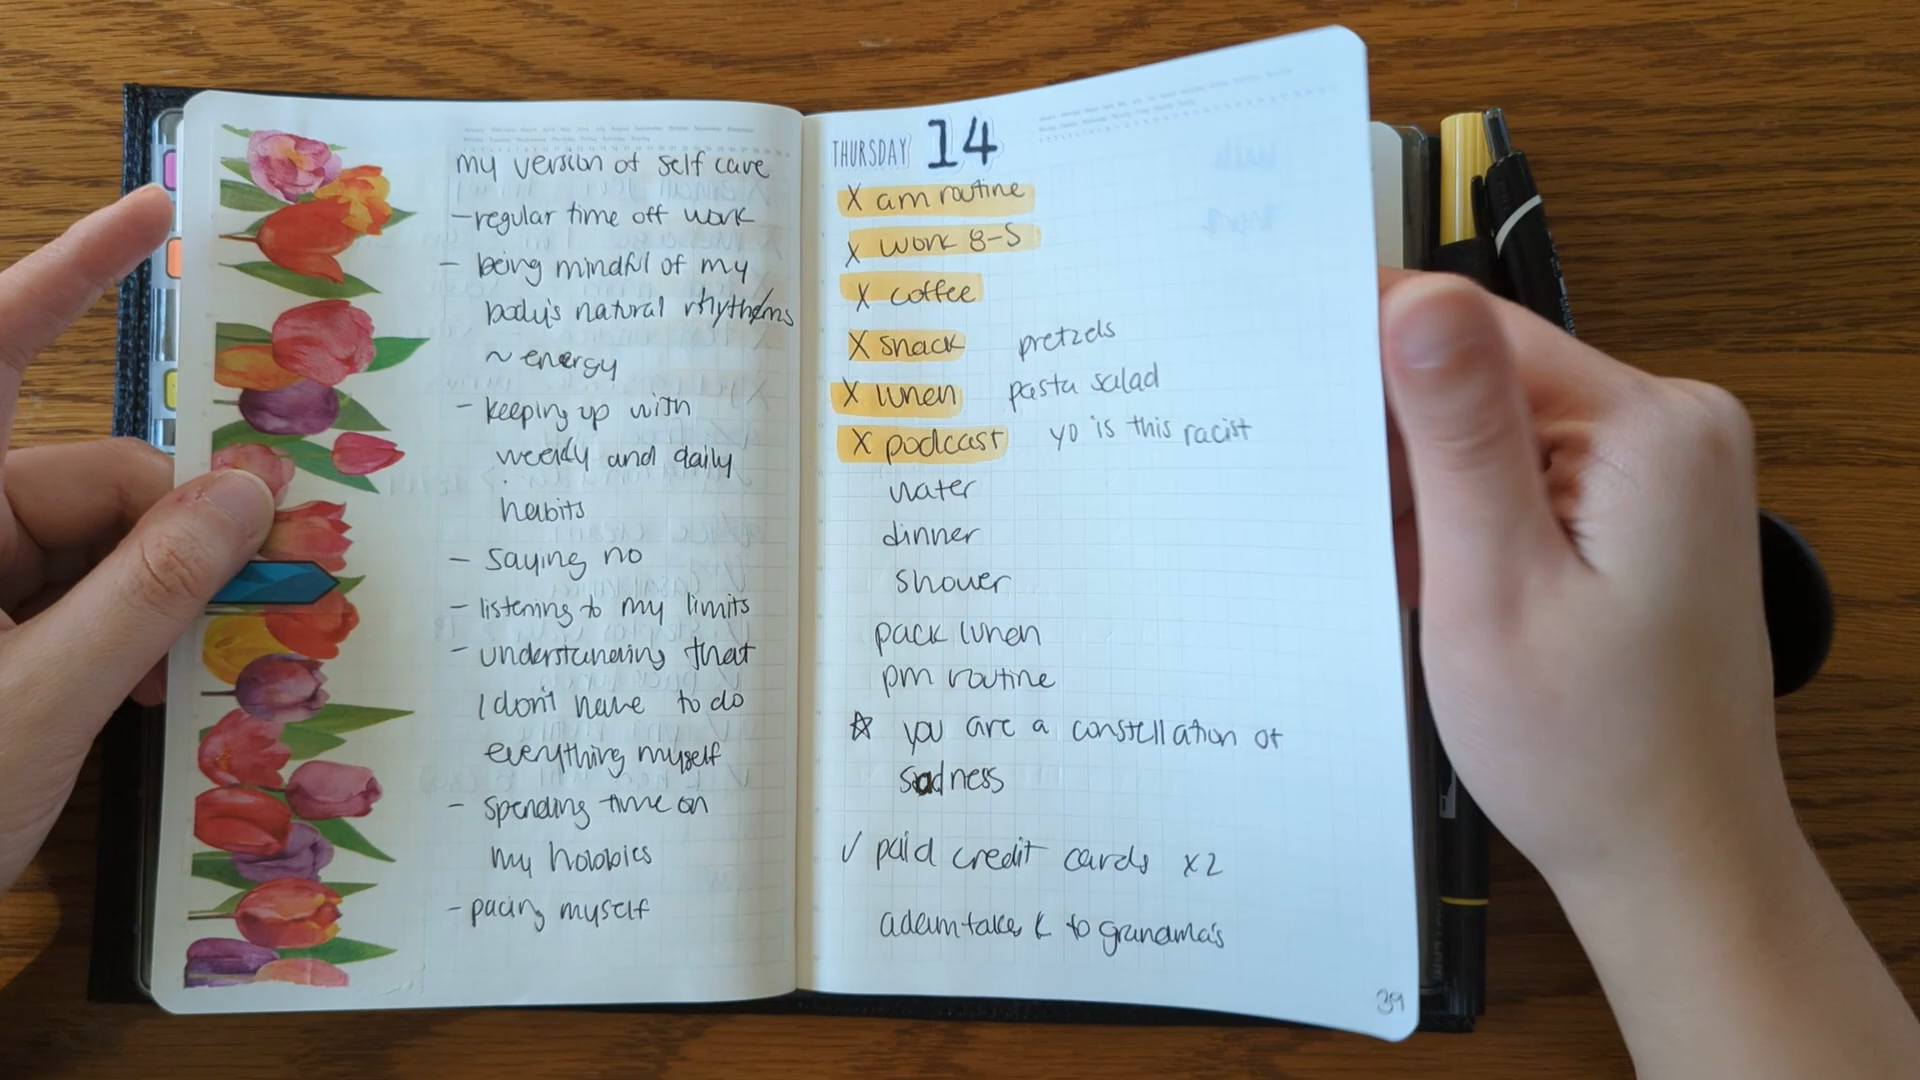 my version of self care
- regular time off work
- being mindful of my
body's natural rhythms
~ energy
- keeping up with
weekly and daily
habits
- saying no
- listening to my limits
- understanding that
I don't have to do
everything myself
- spending time on
my hobbies
- pacing myself
THURSDAY 14
X am routine
X work 8-5
X coffee
X snack pretzels
X lunch pasta salad
X podcast yo is this racist
water
dinner
shower
pack lunch
pm routine
☆ you are a constellation of
sadness
✓ paid credit cards x2
adam takes K to grandma's
39